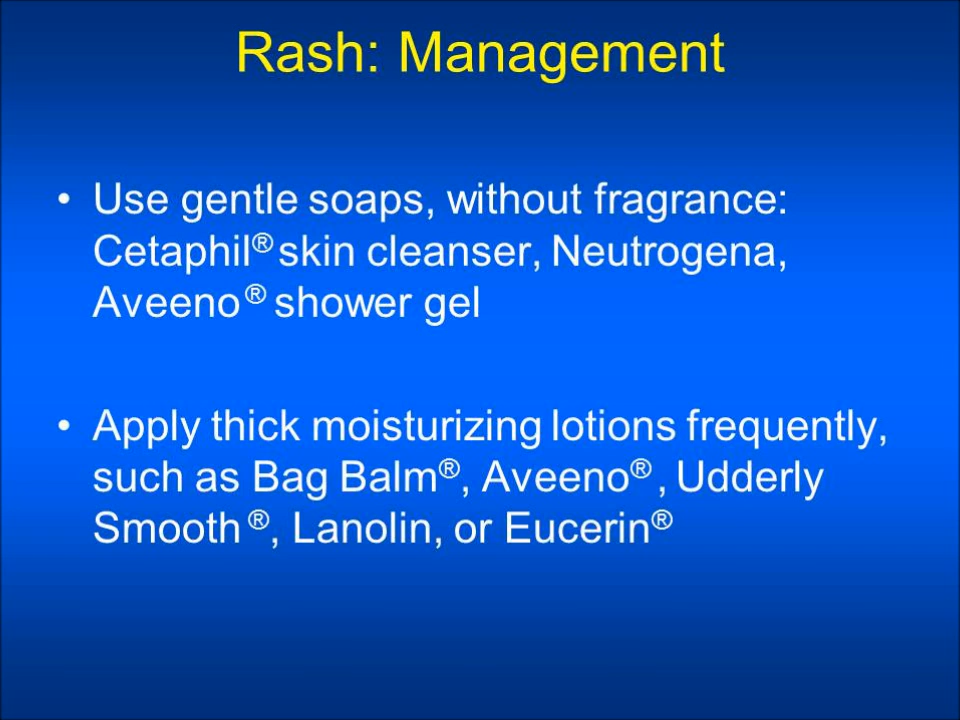 Rash: Management
• Use gentle soaps, without fragrance:
Cetaphil® skin cleanser, Neutrogena,
Aveeno ® shower gel
• Apply thick moisturizing lotions frequently,
such as Bag Balm®, Aveeno® , Udderly
Smooth ®, Lanolin, or Eucerin®